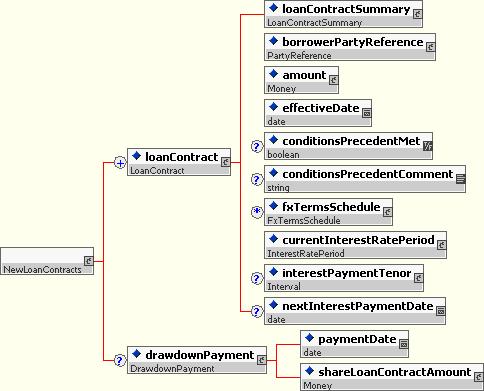 loanContractSummary
LoanContractSummary
borrowerPartyReference
PartyReference
amount
Money
effectiveDate
date
? conditionsPrecedentMet
boolean
? conditionsPrecedentComment
string
* fxTermsSchedule
FxTermsSchedule
currentInterestRatePeriod
InterestRatePeriod
? interestPaymentTenor
Interval
? nextInterestPaymentDate
date
+ loanContract
LoanContract
NewLoanContracts
? drawdownPayment
DrawdownPayment
paymentDate
date
shareLoanContractAmount
Money